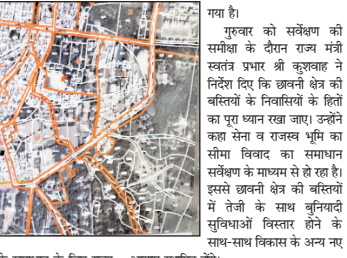 गया है।
गुरुवार को सर्वेक्षण की
समीक्षा के दौरान राज्य मंत्री
स्वतंत्र प्रभार श्री कुशवाह ने
निर्देश दिए कि छावनी क्षेत्र की
बस्तियों के निवासियों के हितों
का पूरा ध्यान रखा जाए। उन्होंने
कहा सेना व राजस्व भूमि का
सीमा विवाद का समाधान
सर्वेक्षण के माध्यम से हो रहा है।
इससे छावनी क्षेत्र की बस्तियों
में तेजी के साथ बुनियादी
सुविधाओं विस्तार होने के
साथ-साथ विकास के अन्य नए